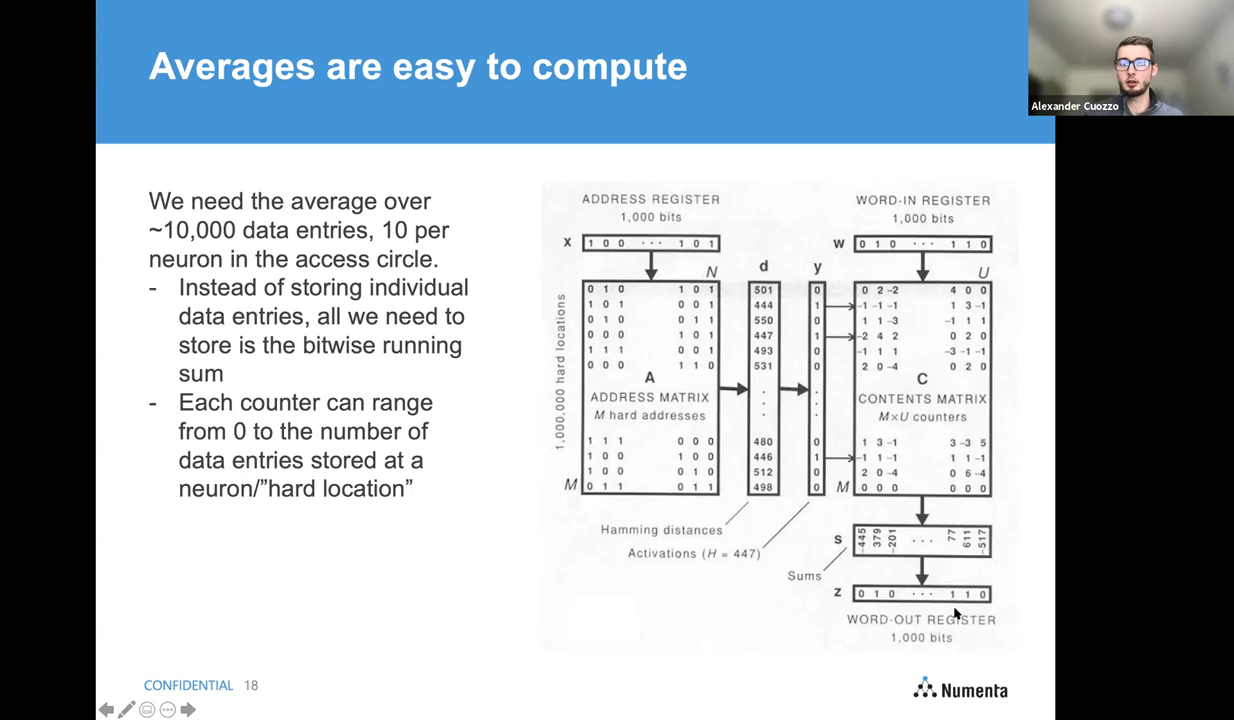 Averages are easy to compute
Alexander Cuozzo
We need the average over
~10,000 data entries, 10 per
neuron in the access circle.
- Instead of storing individual
data entries, all we need to
store is the bitwise running
sum
- Each counter can range
from 0 to the number of
data entries stored at a
neuron/"hard location"
ADDRESS REGISTER
1,000 bits
x 1 0 0 ··· 1 0 1
N
1,000,000 hard locations
0 1 0 1 0 1
1 0 1 0 0 1
0 1 0 0 1 1
0 0 0 1 0 1
1 1 1 0 0 1
0 0 0 1 1 0
A
ADDRESS MATRIX
M hard addresses
1 1 1 0 0 0
1 0 0 1 0 0
1 0 0 0 1 0
M 0 1 1 0 1 1
d
501
444
550
447
493
531
480
446
512
498
Hamming distances
y
0
1
0
1
0
0
0
1
0
0
Activations (H = 447)
WORD-IN REGISTER
1,000 bits
w 0 1 0 ··· 1 1 0
U
0 2 -2 4 0 0
-1 -1 -1 1 3 -1
1 1 -3 -1 1 1
-2 4 2 0 2 0
-1 1 1 -3 -1 -1
2 0 -4 0 2 0
C
CONTENTS MATRIX
M×U counters
1 3 -1 3 -3 5
-1 1 -1 1 1 -1
2 0 -4 0 6 -4
M 0 0 0 0 0 0
s -445 379 -201 ··· 77 611 -517
Sums
z 0 1 0 ··· 1 1 0
WORD-OUT REGISTER
1,000 bits
CONFIDENTIAL 18
Numenta